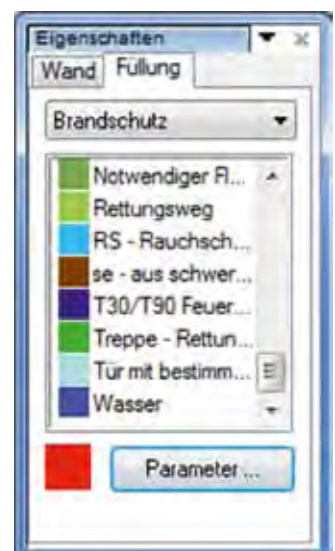 Eigenschaften
Wand Füllung
Brandschutz
Notwendiger Fl...
Rettungsweg
RS - Rauchsch...
se - aus schwer...
T30/T90 Feuer...
Treppe - Rettun...
Tür mit bestimm...
Wasser
Parameter ...